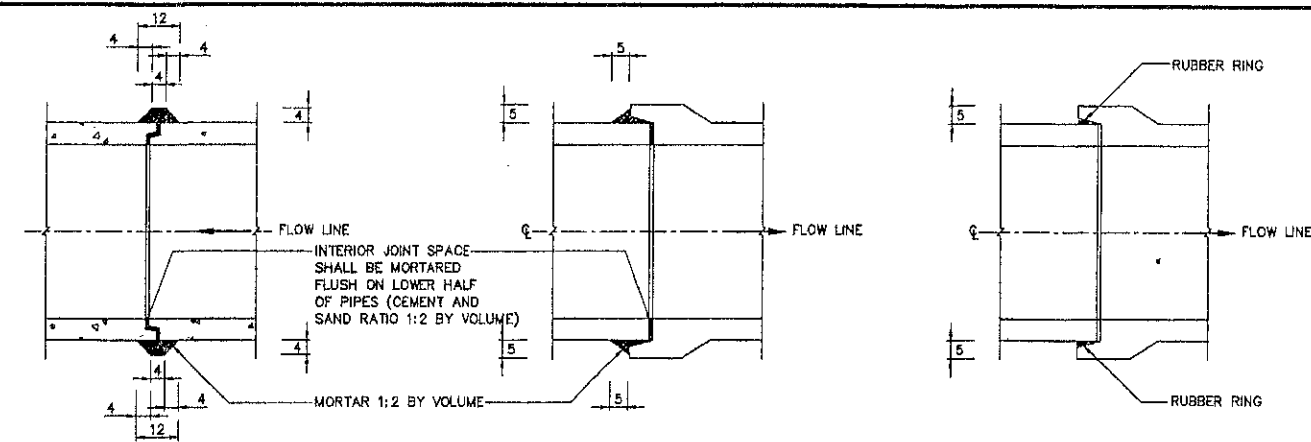 12
4
4
4
4
FLOW LINE
INTERIOR JOINT SPACE
SHALL BE MORTARED
FLUSH ON LOWER HALF
OF PIPES (CEMENT AND
SAND RATIO 1:2 BY VOLUME)
4
4
4
4
12
MORTAR 1:2 BY VOLUME
5
5
℄
FLOW LINE
5
5
RUBBER RING
5
℄
FLOW LINE
5
RUBBER RING